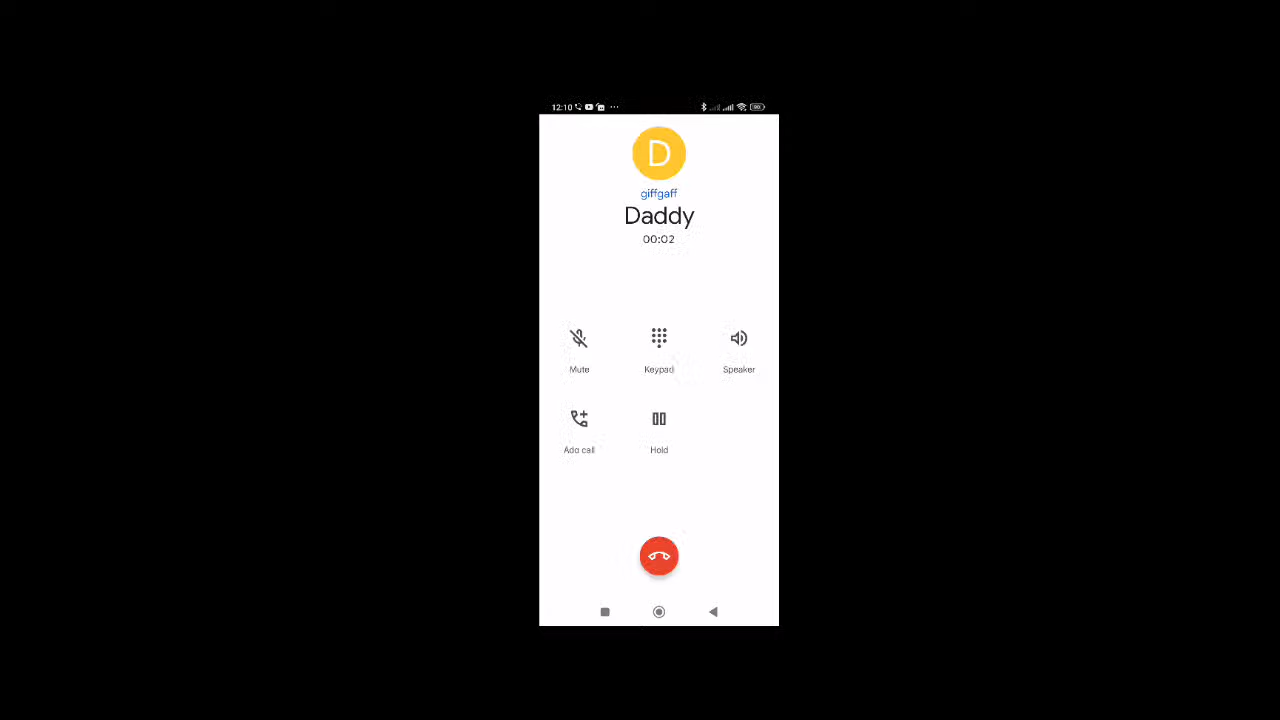 12:10
D
giffgaff
Daddy
00:02
Mute Keypad Speaker
Add call Hold